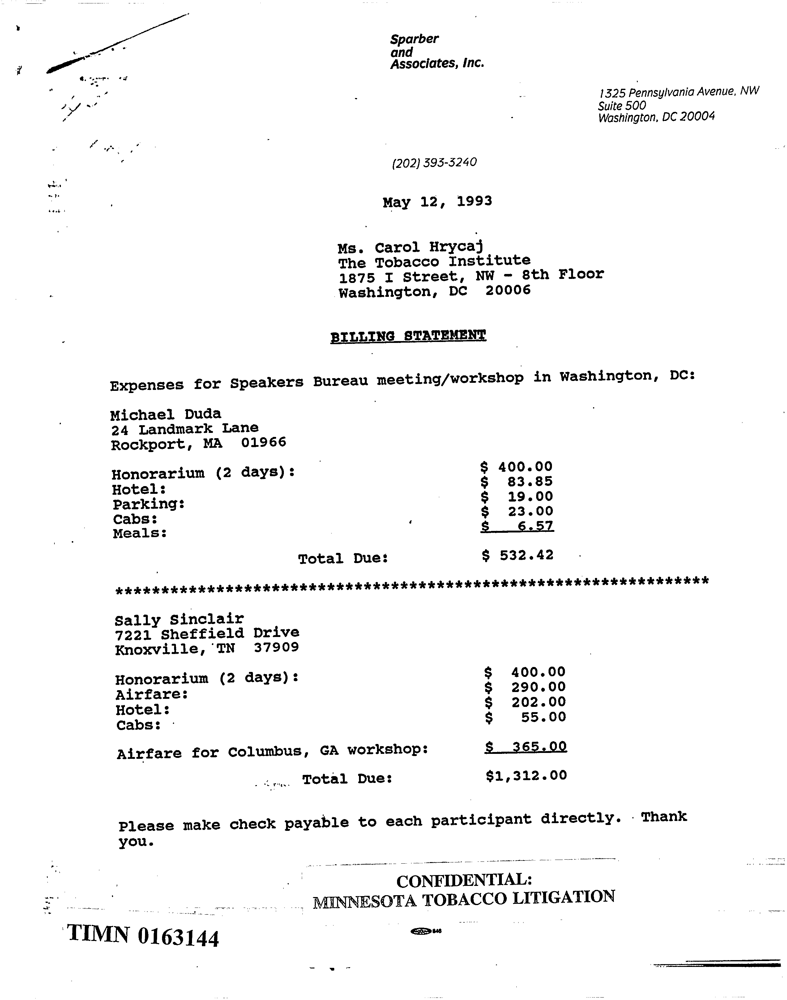 Sparber
and
Associates, Inc.
1325 Pennsylvania Avenue, NW
Suite 500
Washington, DC 20004
(202) 393-3240
May 12, 1993
Ms. Carol Hrycaj
The Tobacco Institute
1875 I Street, NW - 8th Floor
Washington, DC 20006
BILLING STATEMENT
Expenses for Speakers Bureau meeting/workshop in Washington, DC:
Michael Duda
24 Landmark Lane
Rockport, MA 01966
Honorarium (2 days): $ 400.00
Hotel: $ 83.85
Parking: $ 19.00
Cabs: $ 23.00
Meals: $ 6.57
Total Due: $ 532.42
*****************************************************************
Sally Sinclair
7221 Sheffield Drive
Knoxville, TN 37909
Honorarium (2 days): $ 400.00
Airfare: $ 290.00
Hotel: $ 202.00
Cabs: $ 55.00
Airfare for Columbus, GA workshop: $ 365.00
Total Due: $1,312.00
Please make check payable to each participant directly. Thank
you.
CONFIDENTIAL:
MINNESOTA TOBACCO LITIGATION
TIMN 0163144